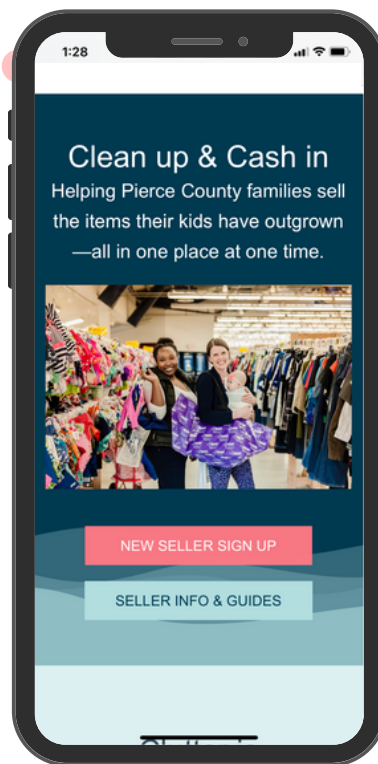 1:28
Clean up & Cash in
Helping Pierce County families sell
the items their kids have outgrown
—all in one place at one time.
NEW SELLER SIGN UP
SELLER INFO & GUIDES